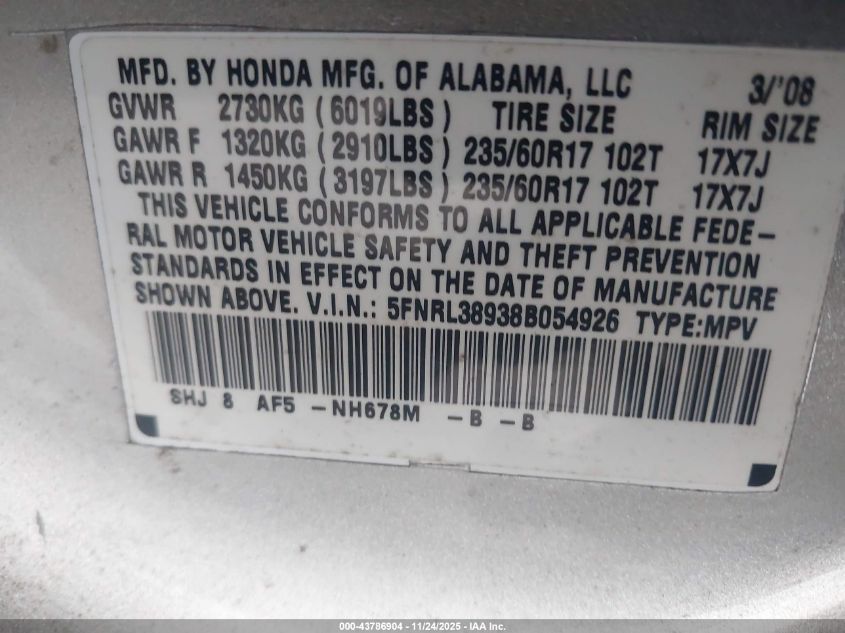 MFD. BY HONDA MFG. OF ALABAMA, LLC 3/'08
GVWR 2730KG (6019LBS) TIRE SIZE RIM SIZE
GAWR F 1320KG (2910LBS) 235/60R17 102T 17X7J
GAWR R 1450KG (3197LBS) 235/60R17 102T 17X7J
THIS VEHICLE CONFORMS TO ALL APPLICABLE FEDE-
RAL MOTOR VEHICLE SAFETY AND THEFT PREVENTION
STANDARDS IN EFFECT ON THE DATE OF MANUFACTURE
SHOWN ABOVE. V.I.N.: 5FNRL38938B054926 TYPE:MPV
SHJ 8 AF5 -NH678M -B -B
000-43786904 - 11/24/2025 - IAA Inc.